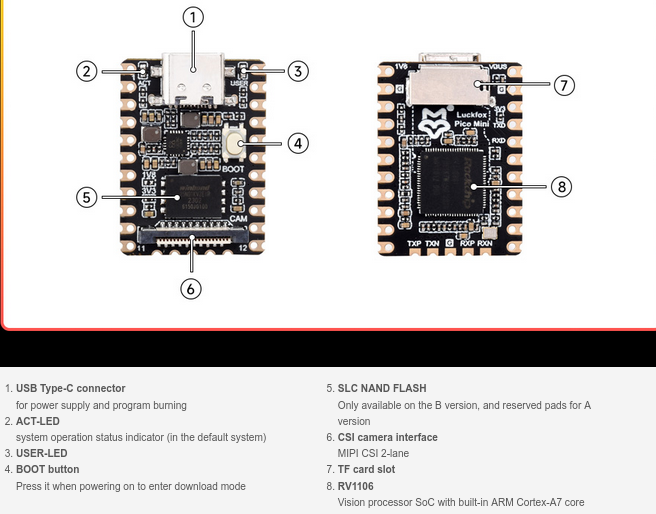 1
2
3
ACT
USER
4
BOOT
5
1V8
3V3
CAM
11
12
6
1V8
VBUS
G
G
7
Luckfox
Pico Mini
TXD
RXD
8
TXP TXN G RXP RXN
1. USB Type-C connector
for power supply and program burning
2. ACT-LED
system operation status indicator (in the default system)
3. USER-LED
4. BOOT button
Press it when powering on to enter download mode
5. SLC NAND FLASH
Only available on the B version, and reserved pads for A
version
6. CSI camera interface
MIPI CSI 2-lane
7. TF card slot
8. RV1106
Vision processor SoC with built-in ARM Cortex-A7 core